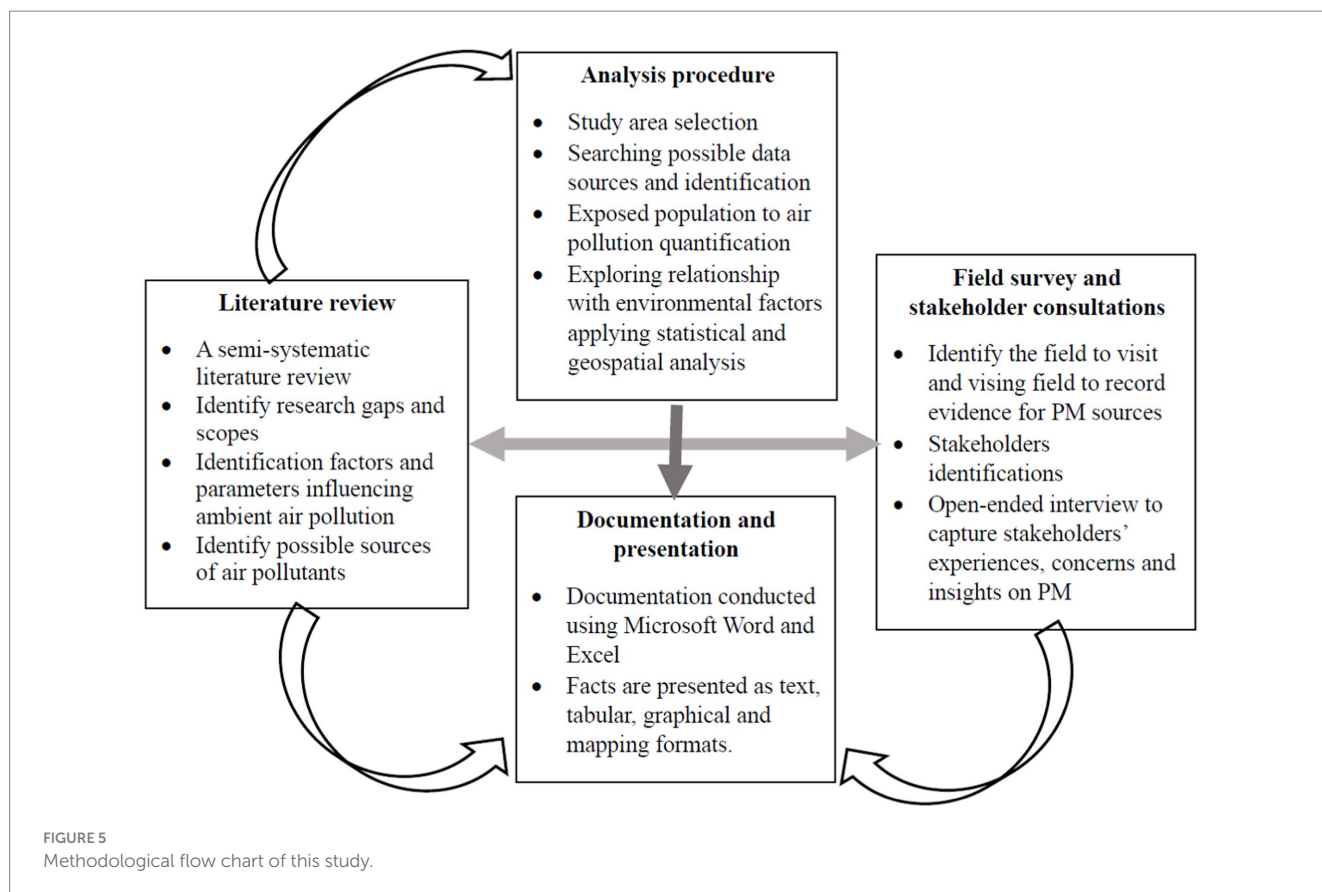 Analysis procedure
• Study area selection
• Searching possible data
sources and identification
• Exposed population to air
pollution quantification
• Exploring relationship
with environmental factors
applying statistical and
geospatial analysis
Literature review
• A semi-systematic
literature review
• Identify research gaps and
scopes
• Identification factors and
parameters influencing
ambient air pollution
• Identify possible sources
of air pollutants
Field survey and
stakeholder consultations
• Identify the field to visit
and vising field to record
evidence for PM sources
• Stakeholders
identifications
• Open-ended interview to
capture stakeholders’
experiences, concerns and
insights on PM
Documentation and
presentation
• Documentation conducted
using Microsoft Word and
Excel
• Facts are presented as text,
tabular, graphical and
mapping formats.
FIGURE 5
Methodological flow chart of this study.